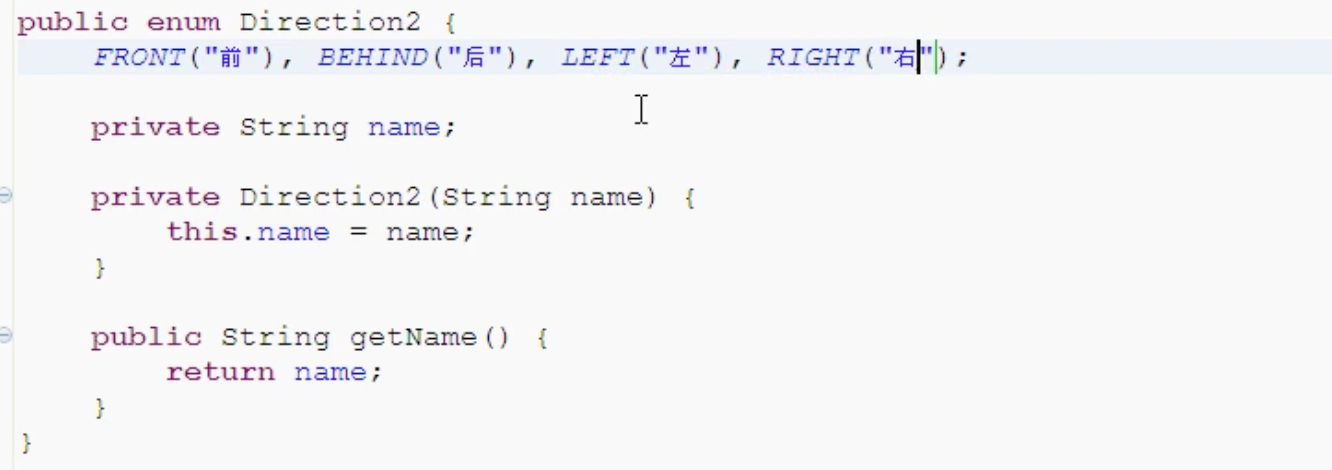 public enum Direction2 {
FRONT("前"), BEHIND("后"), LEFT("左"), RIGHT("右");
private String name;
private Direction2(String name) {
this.name = name;
}
public String getName() {
return name;
}
}